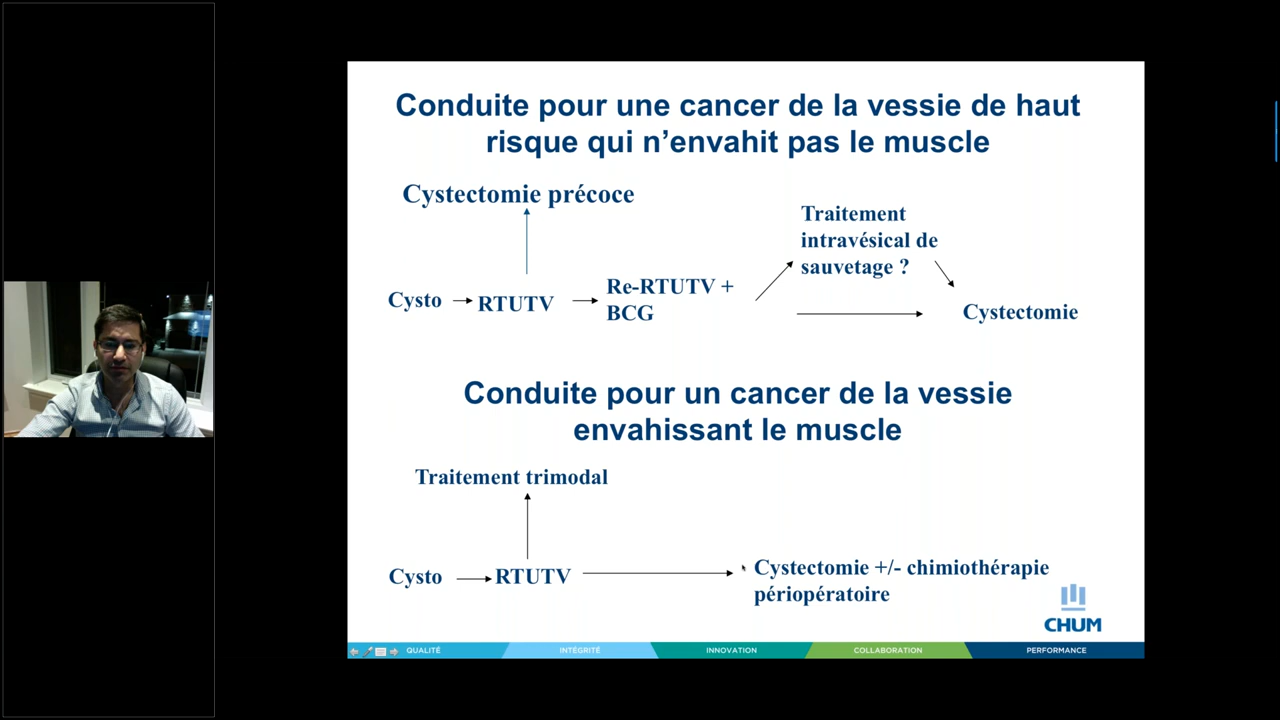 Conduite pour une cancer de la vessie de haut
risque qui n’envahit pas le muscle
Cystectomie précoce
Traitement
intravésical de
sauvetage ?
Cysto
RTUTV
Re-RTUTV +
BCG
Cystectomie
Conduite pour un cancer de la vessie
envahissant le muscle
Traitement trimodal
Cysto
RTUTV
Cystectomie +/- chimiothérapie
périopératoire
CHUM
QUALITÉ
INTÉGRITÉ
INNOVATION
COLLABORATION
PERFORMANCE